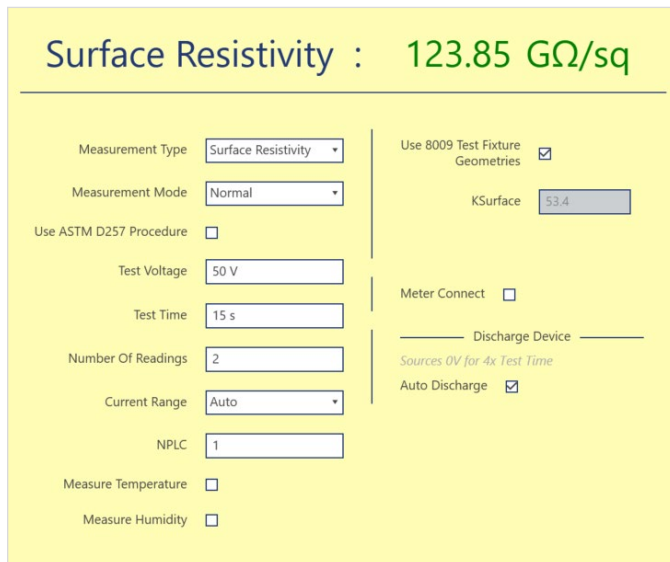 Surface Resistivity : 123.85 GΩ/sq
Measurement Type Surface Resistivity
Measurement Mode Normal
Use ASTM D257 Procedure
Test Voltage 50 V
Test Time 15 s
Number Of Readings 2
Current Range Auto
NPLC 1
Measure Temperature
Measure Humidity
Use 8009 Test Fixture
Geometries
KSurface 53.4
Meter Connect
Discharge Device
Sources 0V for 4x Test Time
Auto Discharge